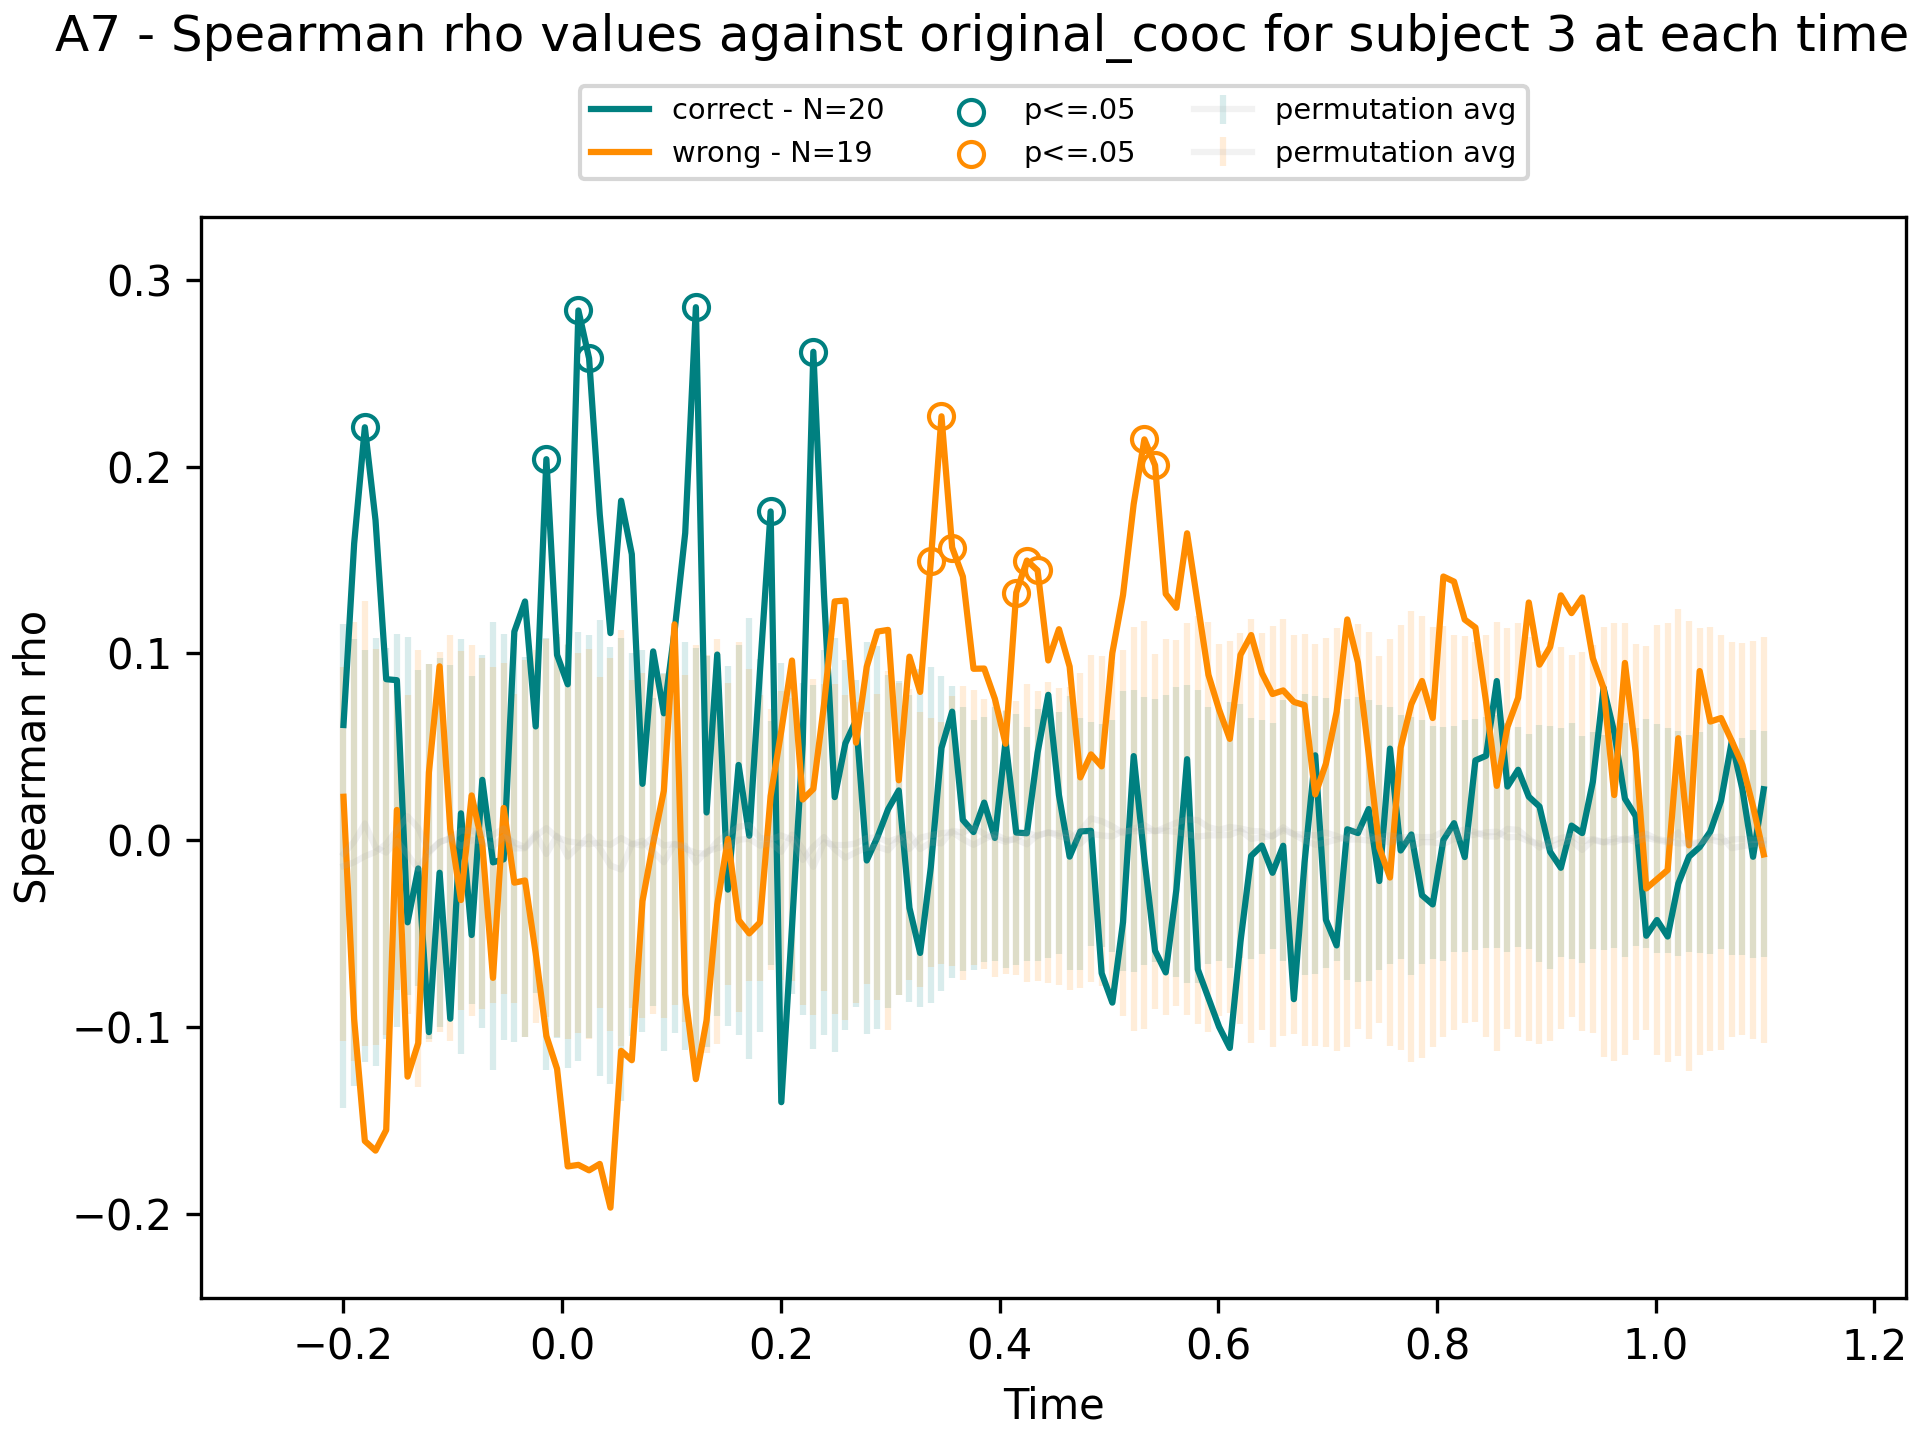 A7 - Spearman rho values against original_cooc for subject 3 at each time
correct - N=20
p<=.05
permutation avg
wrong - N=19
p<=.05
permutation avg
Spearman rho
0.3
0.2
0.1
0.0
−0.1
−0.2
−0.2
0.0
0.2
0.4
0.6
0.8
1.0
1.2
Time